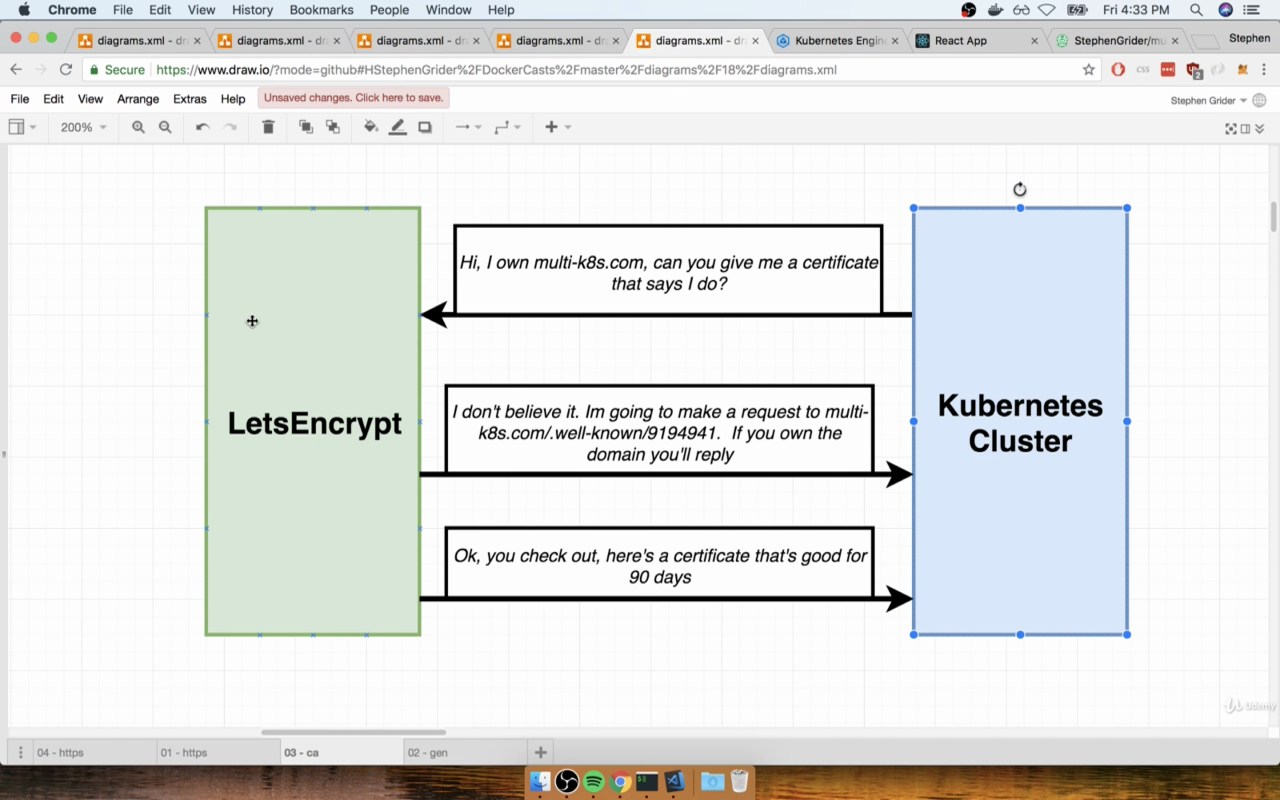 Chrome File Edit View History Bookmarks People Window Help Fri 4:33 PM
diagrams.xml - dr diagrams.xml - dr diagrams.xml - dr diagrams.xml - dr diagrams.xml - dr Kubernetes Engin React App StephenGrider/mu Stephen
Secure https://www.draw.io/?mode=github#HStephenGrider%2FDockerCasts%2Fmaster%2Fdiagrams%2F18%2Fdiagrams.xml css 2
File Edit View Arrange Extras Help Unsaved changes. Click here to save. Stephen Grider
200%
Hi, I own multi-k8s.com, can you give me a certificate
that says I do?
LetsEncrypt
I don't believe it. Im going to make a request to multi-
k8s.com/.well-known/9194941. If you own the
domain you'll reply
Kubernetes
Cluster
Ok, you check out, here's a certificate that's good for
90 days
Udemy
04 - https 01 - https 03 - ca 02 - gen